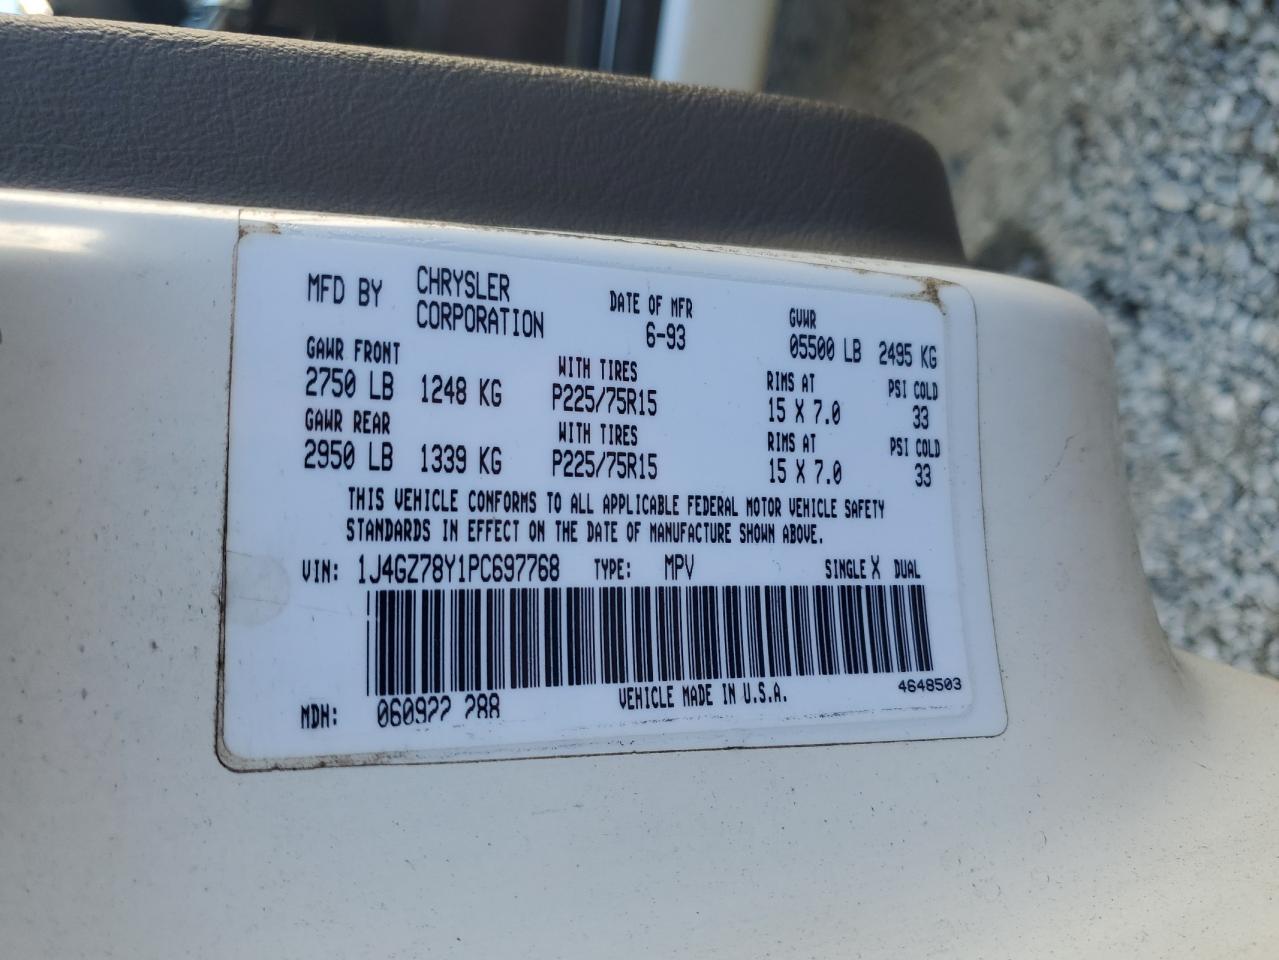 MFD BY CHRYSLER CORPORATION DATE OF MFR 6-93 GVWR 05500 LB 2495 KG
GAWR FRONT WITH TIRES RIMS AT PSI COLD
2750 LB 1248 KG P225/75R15 15 X 7.0 33
GAWR REAR WITH TIRES RIMS AT PSI COLD
2950 LB 1339 KG P225/75R15 15 X 7.0 33
THIS VEHICLE CONFORMS TO ALL APPLICABLE FEDERAL MOTOR VEHICLE SAFETY
STANDARDS IN EFFECT ON THE DATE OF MANUFACTURE SHOWN ABOVE.
VIN: 1J4GZ78Y1PC697768 TYPE: MPV SINGLE X DUAL
MDH: 060922 288 VEHICLE MADE IN U.S.A. 4648503